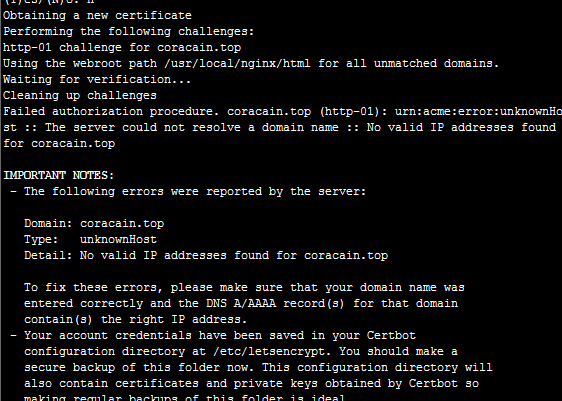 (Y)es/(N)o: n
Obtaining a new certificate
Performing the following challenges:
http-01 challenge for coracain.top
Using the webroot path /usr/local/nginx/html for all unmatched domains.
Waiting for verification...
Cleaning up challenges
Failed authorization procedure. coracain.top (http-01): urn:acme:error:unknownHo
st :: The server could not resolve a domain name :: No valid IP addresses found
for coracain.top
IMPORTANT NOTES:
- The following errors were reported by the server:
Domain: coracain.top
Type: unknownHost
Detail: No valid IP addresses found for coracain.top
To fix these errors, please make sure that your domain name was
entered correctly and the DNS A/AAAA record(s) for that domain
contain(s) the right IP address.
- Your account credentials have been saved in your Certbot
configuration directory at /etc/letsencrypt. You should make a
secure backup of this folder now. This configuration directory will
also contain certificates and private keys obtained by Certbot so
making regular backups of this folder is ideal.